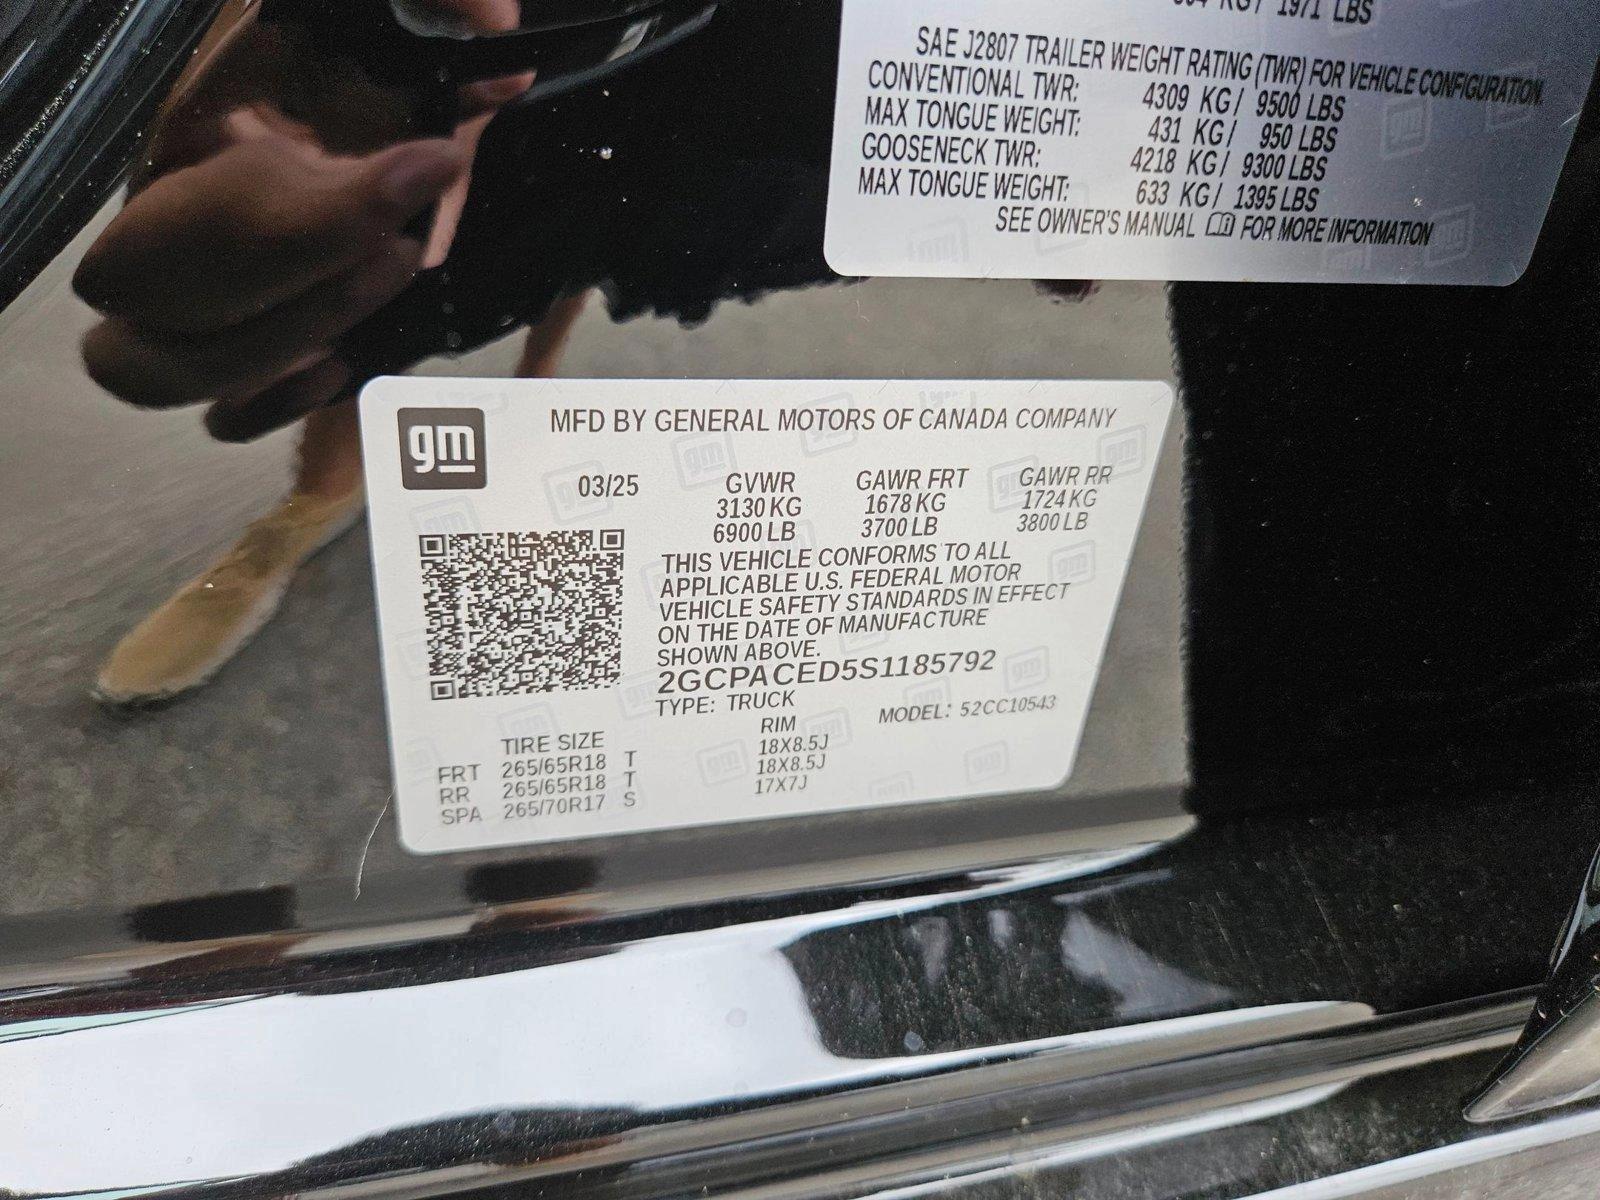 KG / 1971 LBS
SAE J2807 TRAILER WEIGHT RATING (TWR) FOR VEHICLE CONFIGURATION.
CONVENTIONAL TWR: 4309 KG / 9500 LBS
MAX TONGUE WEIGHT: 431 KG / 950 LBS
GOOSENECK TWR: 4218 KG / 9300 LBS
MAX TONGUE WEIGHT: 633 KG / 1395 LBS
SEE OWNER'S MANUAL FOR MORE INFORMATION
gm
MFD BY GENERAL MOTORS OF CANADA COMPANY
03/25 GVWR GAWR FRT GAWR RR
3130 KG 1678 KG 1724 KG
6900 LB 3700 LB 3800 LB
THIS VEHICLE CONFORMS TO ALL
APPLICABLE U.S. FEDERAL MOTOR
VEHICLE SAFETY STANDARDS IN EFFECT
ON THE DATE OF MANUFACTURE
SHOWN ABOVE.
2GCPACED5S1185792
TYPE: TRUCK MODEL: 52CC10543
TIRE SIZE RIM
FRT 265/65R18 T 18X8.5J
RR 265/65R18 T 18X8.5J
SPA 265/70R17 S 17X7J